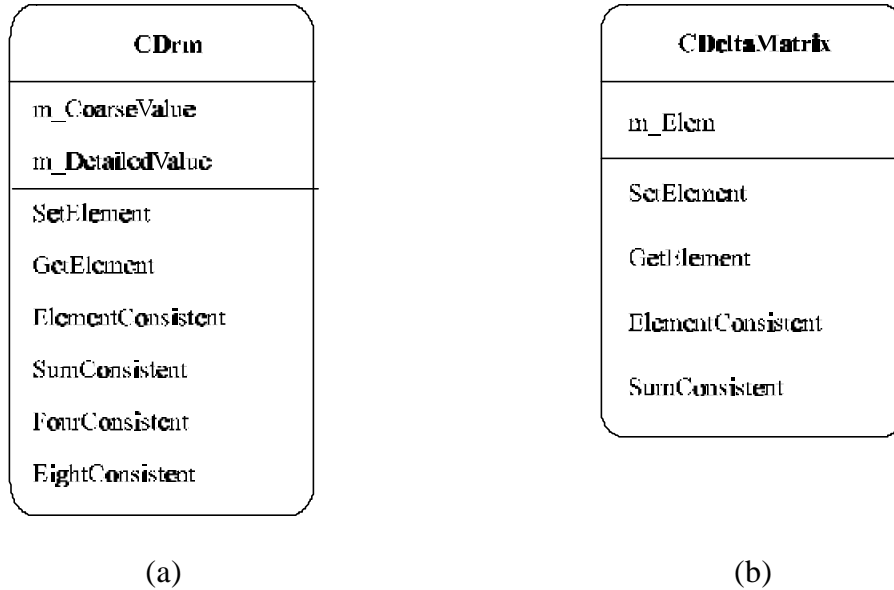 CDrm
m_CoarseValue
m_DetailedValue
SetElement
GetElement
ElementConsistent
SumConsistent
FourConsistent
EightConsistent
(a)
CDeltaMatrix
m_Elem
SetElement
GetElement
ElementConsistent
SumConsistent
(b)